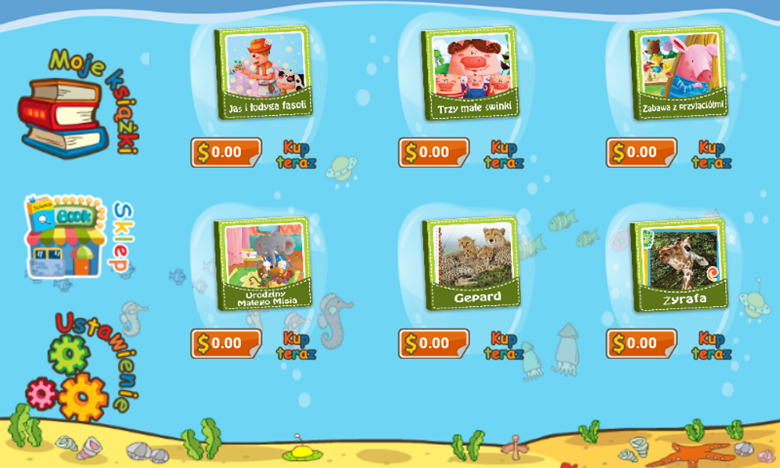 Moje książki
Jaś i łodyga fasoli
$0.00
Kup
teraz
Trzy małe świnki
$0.00
Kup
teraz
Zabawa z przyjaciółmi
$0.00
Kup
teraz
BOOK
Sklep
Urodziny
Małego Misia
$0.00
Kup
teraz
Gepard
$0.00
Kup
teraz
Żyrafa
$0.00
Kup
teraz
Ustawienie